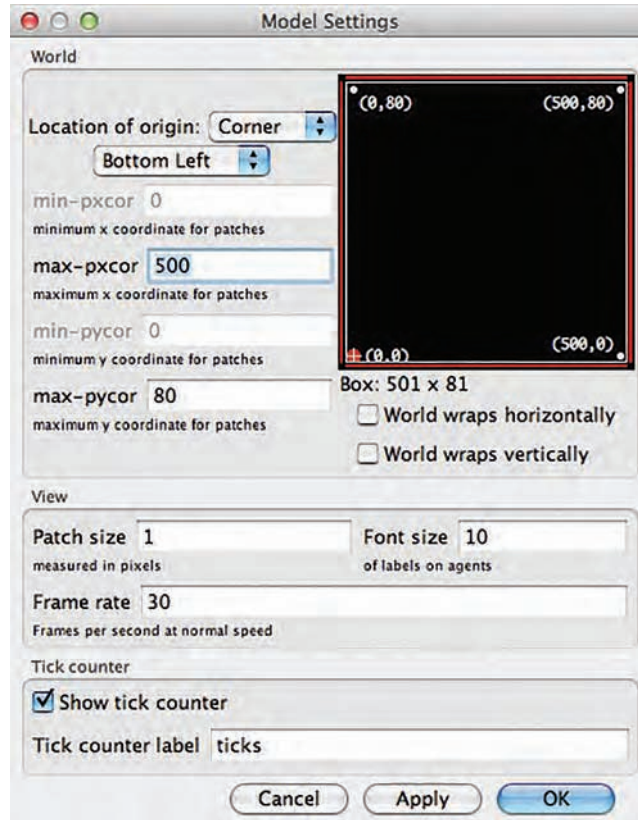 Model Settings
World
Location of origin: Corner
Bottom Left
min-pxcor 0
minimum x coordinate for patches
max-pxcor 500
maximum x coordinate for patches
min-pycor 0
minimum y coordinate for patches
max-pycor 80
maximum y coordinate for patches
(0,80) (500,80)
(0,0) (500,0)
Box: 501 x 81
World wraps horizontally
World wraps vertically
View
Patch size 1 Font size 10
measured in pixels of labels on agents
Frame rate 30
Frames per second at normal speed
Tick counter
Show tick counter
Tick counter label ticks
Cancel Apply OK